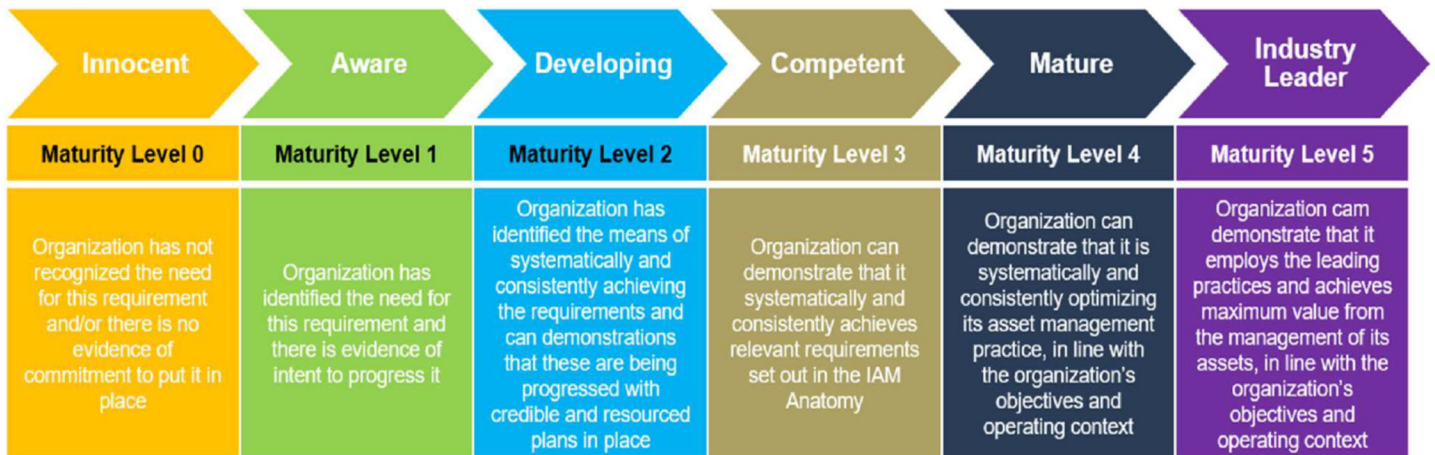 Innocent
Aware
Developing
Competent
Mature
Industry
Leader
Maturity Level 0
Maturity Level 1
Maturity Level 2
Maturity Level 3
Maturity Level 4
Maturity Level 5
Organization has not
recognized the need
for this requirement
and/or there is no
evidence of
commitment to put it in
place
Organization has
identified the need for
this requirement and
there is evidence of
intent to progress it
Organization has
identified the means of
systematically and
consistently achieving
the requirements and
can demonstrations
that these are being
progressed with
credible and resourced
plans in place
Organization can
demonstrate that it
systematically and
consistently achieves
relevant requirements
set out in the IAM
Anatomy
Organization can
demonstrate that it is
systematically and
consistently optimizing
its asset management
practice, in line with
the organization's
objectives and
operating context
Organization cam
demonstrate that it
employs the leading
practices and achieves
maximum value from
the management of its
assets, in line with the
organization's
objectives and
operating context